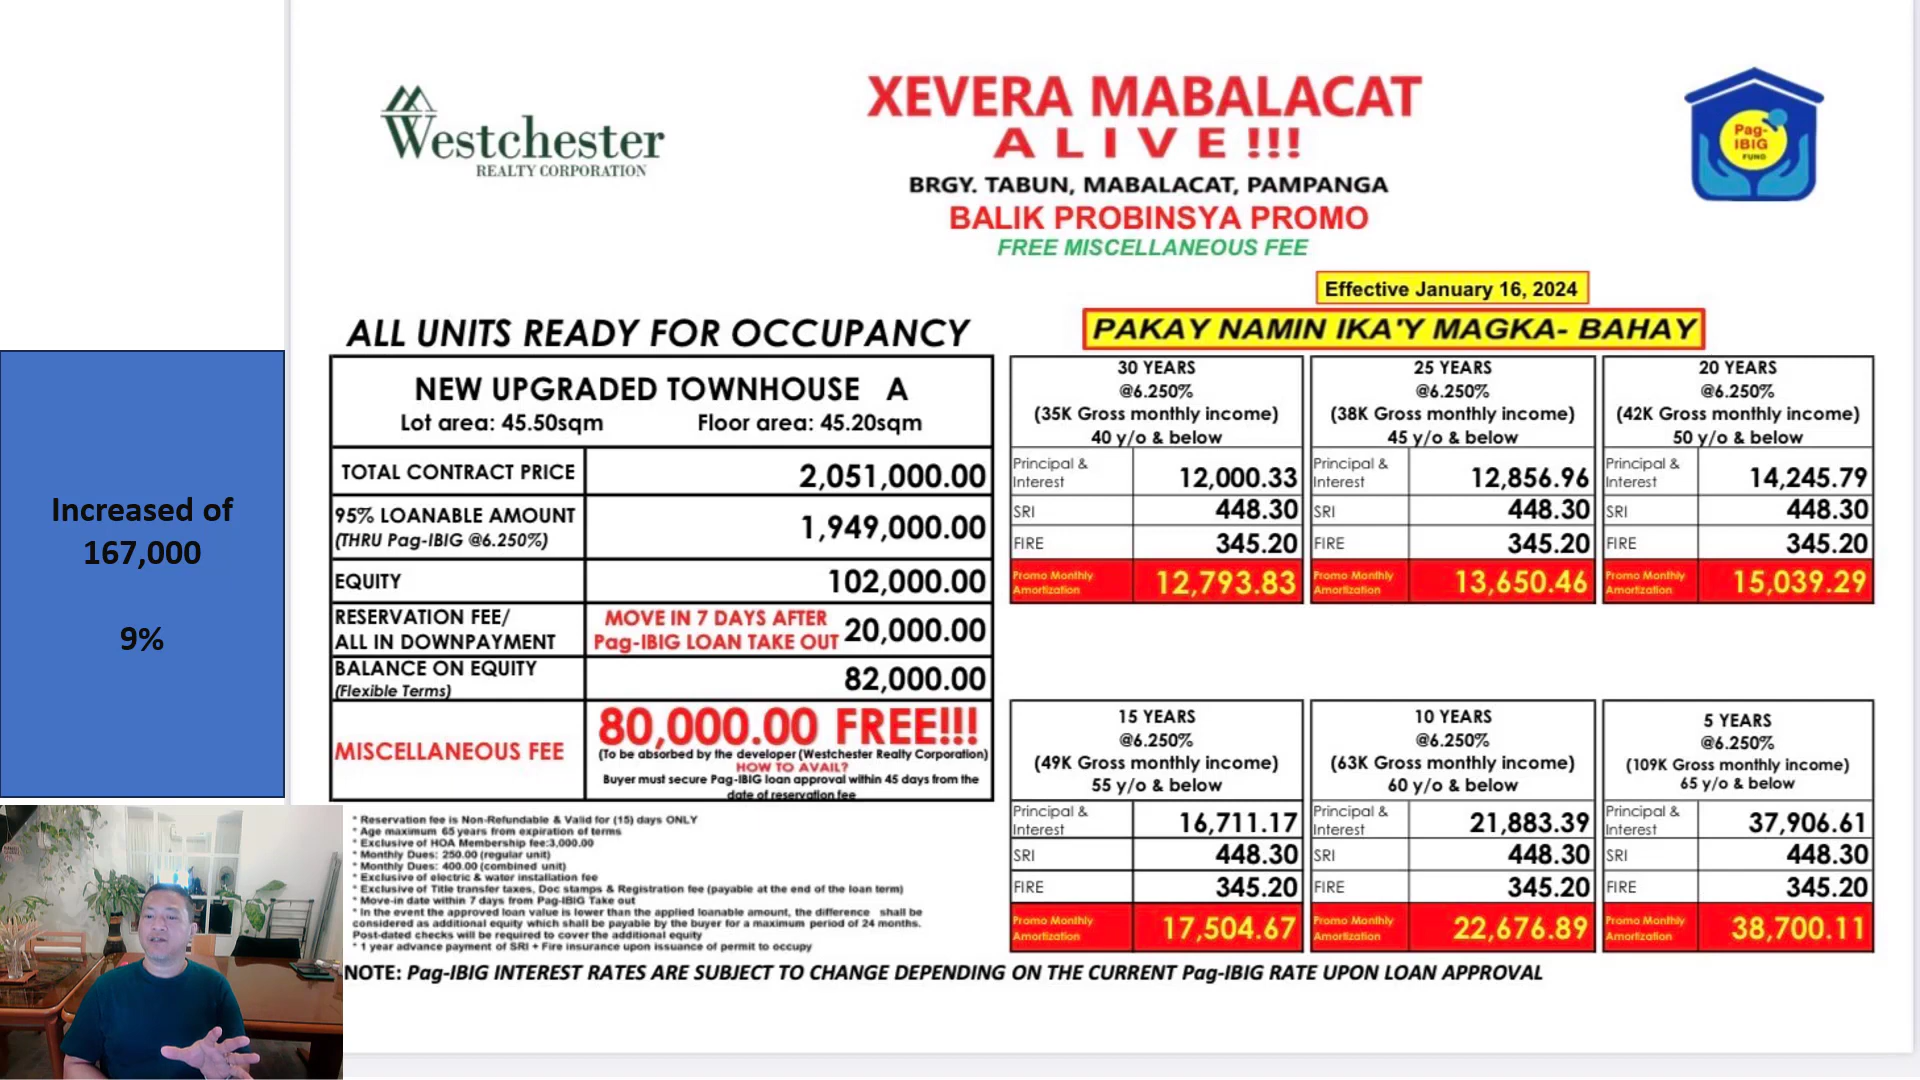 Westchester
REALTY CORPORATION
XEVERA MABALACAT
ALIVE!!!
BRGY. TABUN, MABALACAT, PAMPANGA
BALIK PROBINSYA PROMO
FREE MISCELLANEOUS FEE
Pag-
IBIG
FUND
Effective January 16, 2024
PAKAY NAMIN IKA'Y MAGKA- BAHAY
ALL UNITS READY FOR OCCUPANCY
Increased of
167,000
9%
NEW UPGRADED TOWNHOUSE A
Lot area: 45.50sqm Floor area: 45.20sqm
TOTAL CONTRACT PRICE 2,051,000.00
95% LOANABLE AMOUNT
(THRU Pag-IBIG @6.250%) 1,949,000.00
EQUITY 102,000.00
RESERVATION FEE/
ALL IN DOWNPAYMENT
MOVE IN 7 DAYS AFTER
Pag-IBIG LOAN TAKE OUT 20,000.00
BALANCE ON EQUITY
(Flexible Terms) 82,000.00
MISCELLANEOUS FEE
80,000.00 FREE!!!
(To be absorbed by the developer (Westchester Realty Corporation)
HOW TO AVAIL?
Buyer must secure Pag-IBIG loan approval within 45 days from the
date of reservation fee
* Reservation fee is Non-Refundable & Valid for (15) days ONLY
* Age maximum 65 years from expiration of terms
* Exclusive of HOA Membership fee:3,000.00
* Monthly Dues: 250.00 (regular unit)
* Monthly Dues: 400.00 (combined unit)
* Exclusive of electric & water installation fee
* Exclusive of Title transfer taxes, Doc stamps & Registration fee (payable at the end of the loan term)
* Move-in date within 7 days from Pag-IBIG Take out
* In the event the approved loan value is lower than the applied loanable amount, the difference shall be
considered as additional equity which shall be payable by the buyer for a maximum period of 24 months.
Post-dated checks will be required to cover the additional equity
* 1 year advance payment of SRI + Fire insurance upon issuance of permit to occupy
30 YEARS
@6.250%
(35K Gross monthly income)
40 y/o & below
Principal &
Interest 12,000.33
SRI 448.30
FIRE 345.20
Promo Monthly
Amortization 12,793.83
25 YEARS
@6.250%
(38K Gross monthly income)
45 y/o & below
Principal &
Interest 12,856.96
SRI 448.30
FIRE 345.20
Promo Monthly
Amortization 13,650.46
20 YEARS
@6.250%
(42K Gross monthly income)
50 y/o & below
Principal &
Interest 14,245.79
SRI 448.30
FIRE 345.20
Promo Monthly
Amortization 15,039.29
15 YEARS
@6.250%
(49K Gross monthly income)
55 y/o & below
Principal &
Interest 16,711.17
SRI 448.30
FIRE 345.20
Promo Monthly
Amortization 17,504.67
10 YEARS
@6.250%
(63K Gross monthly income)
60 y/o & below
Principal &
Interest 21,883.39
SRI 448.30
FIRE 345.20
Promo Monthly
Amortization 22,676.89
5 YEARS
@6.250%
(109K Gross monthly income)
65 y/o & below
Principal &
Interest 37,906.61
SRI 448.30
FIRE 345.20
Promo Monthly
Amortization 38,700.11
NOTE: Pag-IBIG INTEREST RATES ARE SUBJECT TO CHANGE DEPENDING ON THE CURRENT Pag-IBIG RATE UPON LOAN APPROVAL